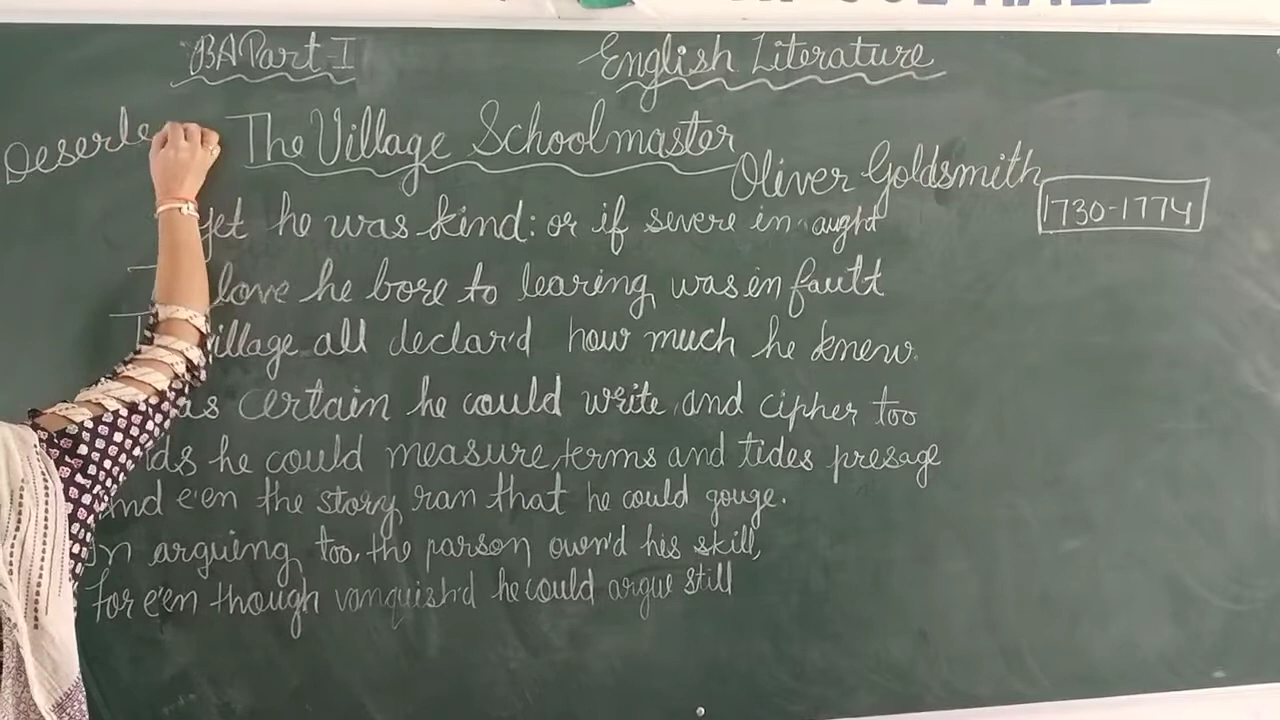 BA Part-I English Literature
Deserte The Village Schoolmaster
Oliver Goldsmith
1730-1774
yet he was kind: or if severe in aught
love he bore to learing, was in fault
village all declar'd how much he knew.
as certain he could write, and cipher too
nds he could measure, terms and tides presage
And e'en the story ran that he could gouge.
In arguing too, the parson own'd his skill,
for e'en though vanquish'd he could argue still